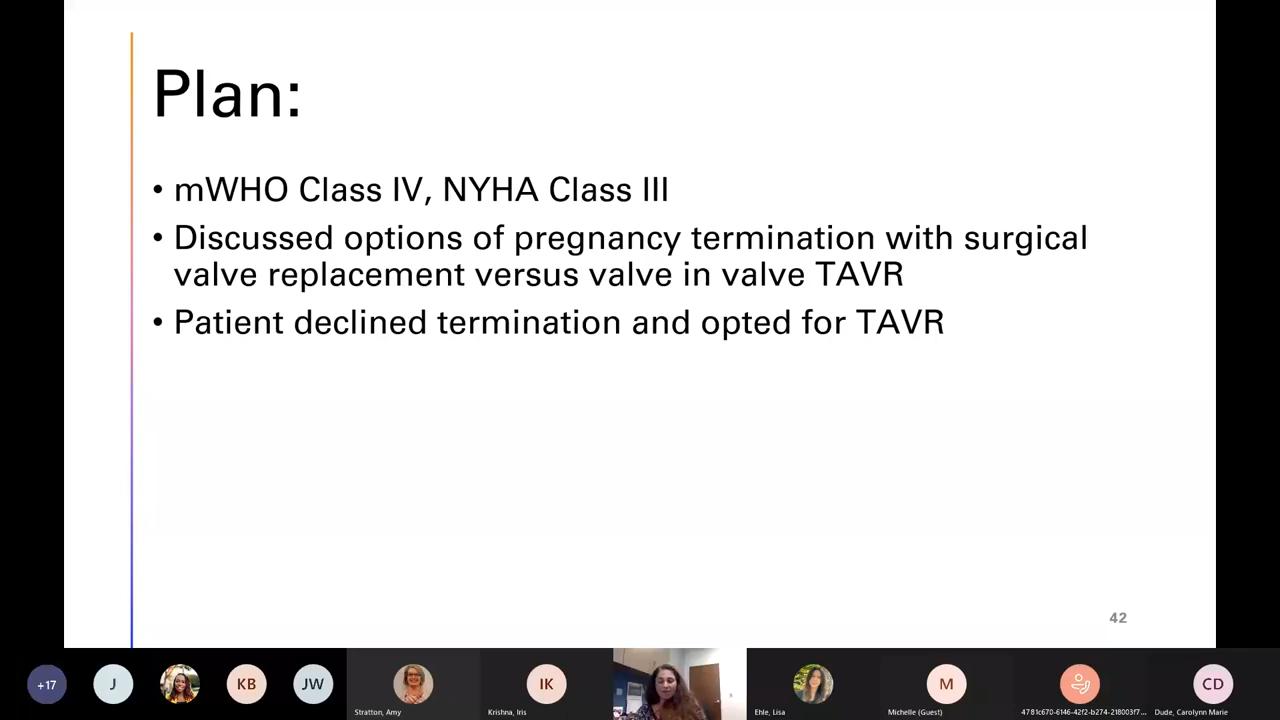 Plan:
• mWHO Class IV, NYHA Class III
• Discussed options of pregnancy termination with surgical
valve replacement versus valve in valve TAVR
• Patient declined termination and opted for TAVR
42
+17
J
KB
JW
IK
M
CD
Stratton, Amy
Krishna, Iris
Ehle, Lisa
Michelle (Guest)
4781c670-6146-42f2-b274-218003f7...
Dude, Carolynn Marie